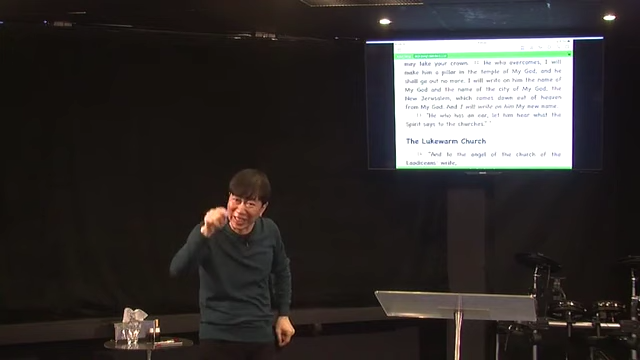 may take your crown. 12 He who overcomes, I will
make him a pillar in the temple of My God, and he
shall go out no more. I will write on him the name of
My God and the name of the city of My God, the
New Jerusalem, which comes down out of heaven
from My God. And I will write on him My new name.
13 "He who has an ear, let him hear what the
Spirit says to the churches." '
The Lukewarm Church
14 "And to the angel of the church of the
Laodiceans write,